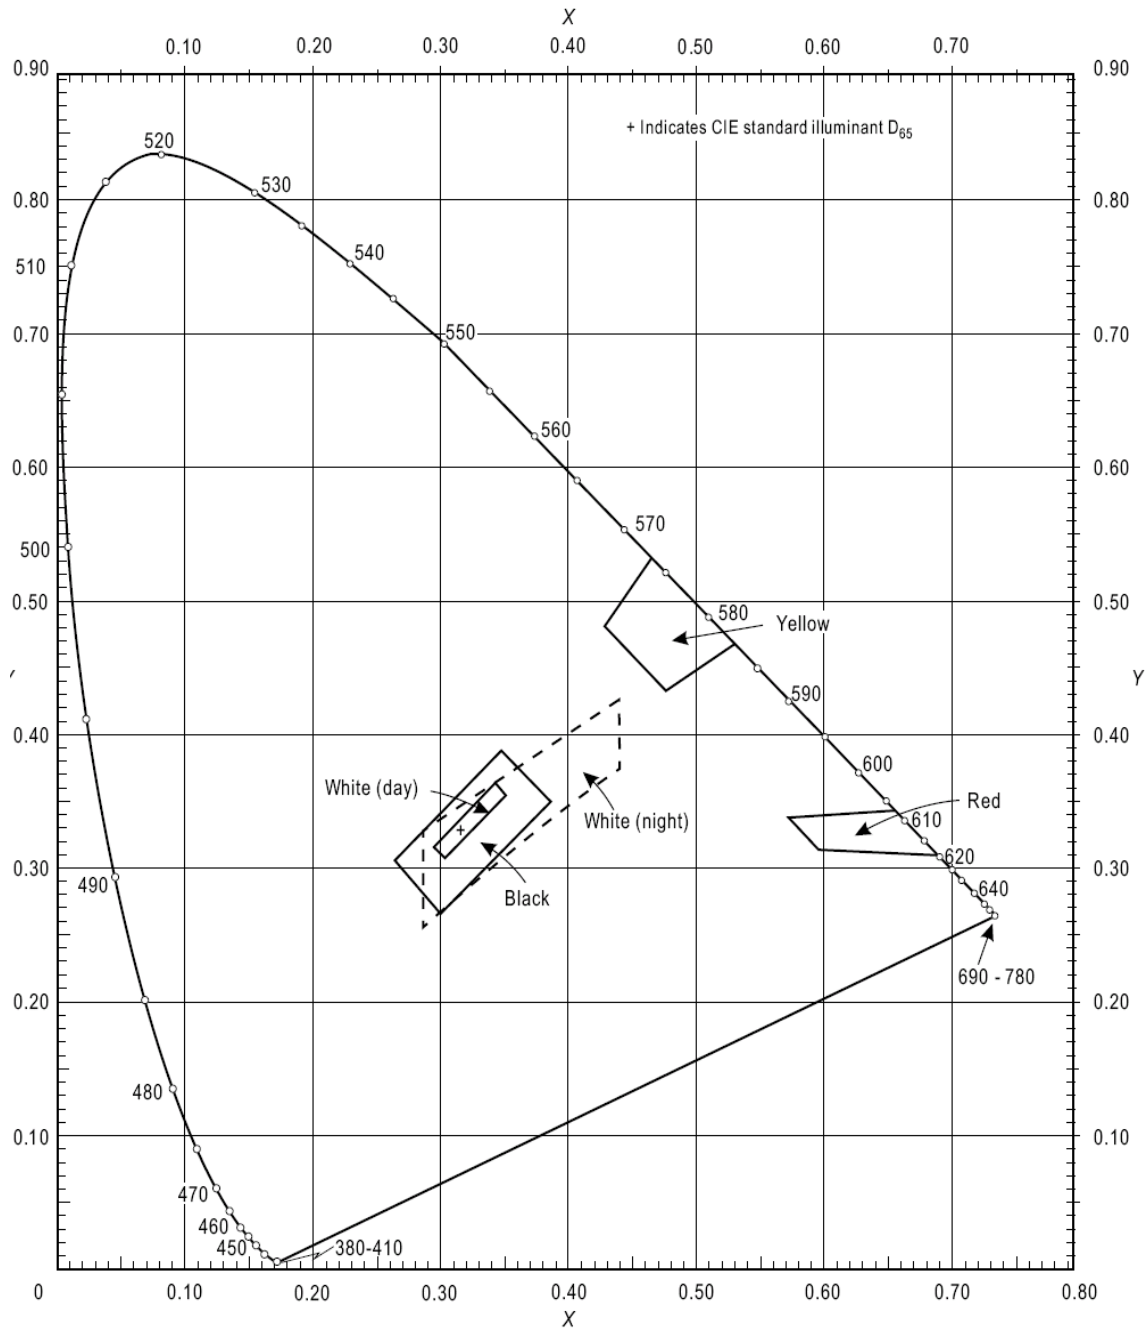 X
0.10 0.20 0.30 0.40 0.50 0.60 0.70
0.90 0.90
+ Indicates CIE standard illuminant D65
520
530
0.80 0.80
540
510
0.70 550 0.70
560
0.60 0.60
570
500
0.50 580 0.50
Yellow
Y
590
0.40 0.40
600
White (day)
Red
White (night) 610
0.30 620 0.30
490 640
Black
690 - 780
0.20 0.20
480
0.10 0.10
470
460
450 380-410
0 0.10 0.20 0.30 0.40 0.50 0.60 0.70 0.80
X